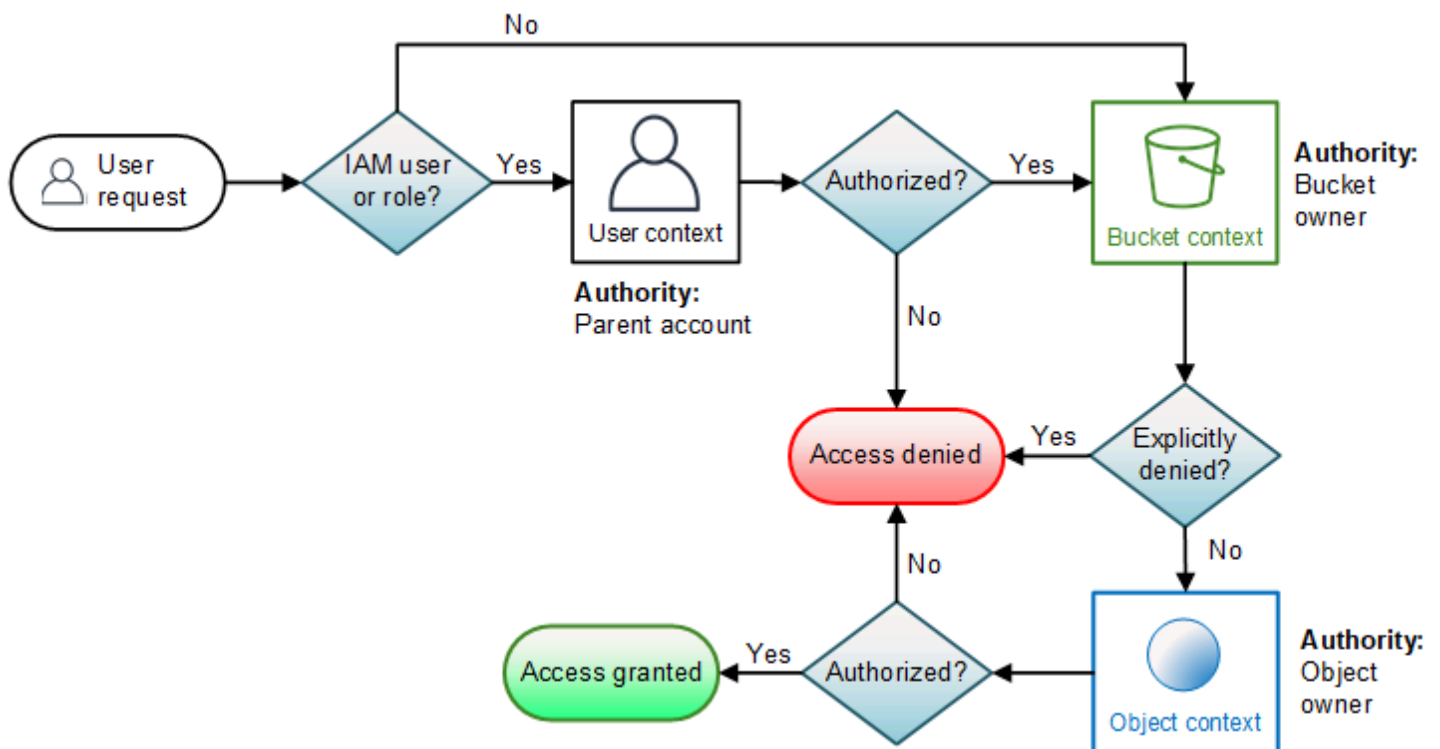 No
User
request
IAM user
or role?
Yes
User context
Authority:
Parent account
Authorized?
Yes
Bucket context
Authority:
Bucket
owner
No
Access denied
Yes
Explicitly
denied?
No
No
Access granted
Yes
Authorized?
Object context
Authority:
Object
owner